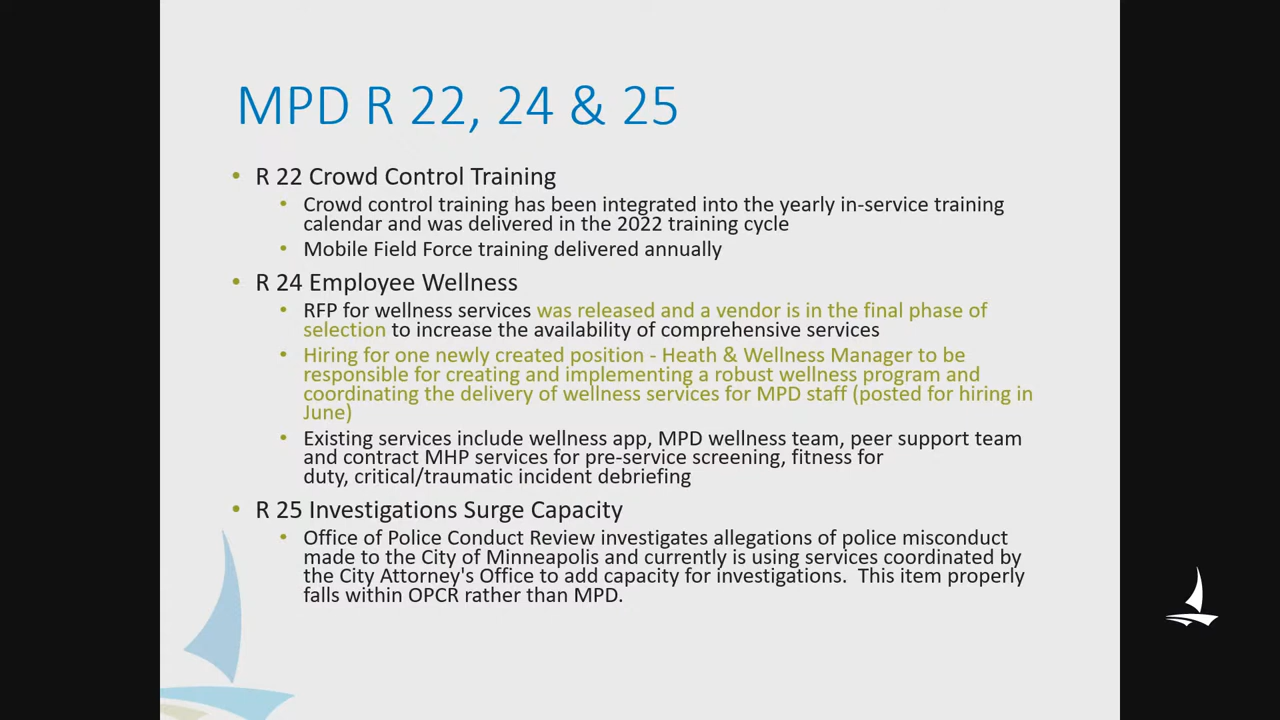 MPD R 22, 24 & 25
• R 22 Crowd Control Training
• Crowd control training has been integrated into the yearly in-service training
calendar and was delivered in the 2022 training cycle
• Mobile Field Force training delivered annually
• R 24 Employee Wellness
• RFP for wellness services was released and a vendor is in the final phase of
selection to increase the availability of comprehensive services
• Hiring for one newly created position - Heath & Wellness Manager to be
responsible for creating and implementing a robust wellness program and
coordinating the delivery of wellness services for MPD staff (posted for hiring in
June)
• Existing services include wellness app, MPD wellness team, peer support team
and contract MHP services for pre-service screening, fitness for
duty, critical/traumatic incident debriefing
• R 25 Investigations Surge Capacity
• Office of Police Conduct Review investigates allegations of police misconduct
made to the City of Minneapolis and currently is using services coordinated by
the City Attorney's Office to add capacity for investigations.  This item properly
falls within OPCR rather than MPD.